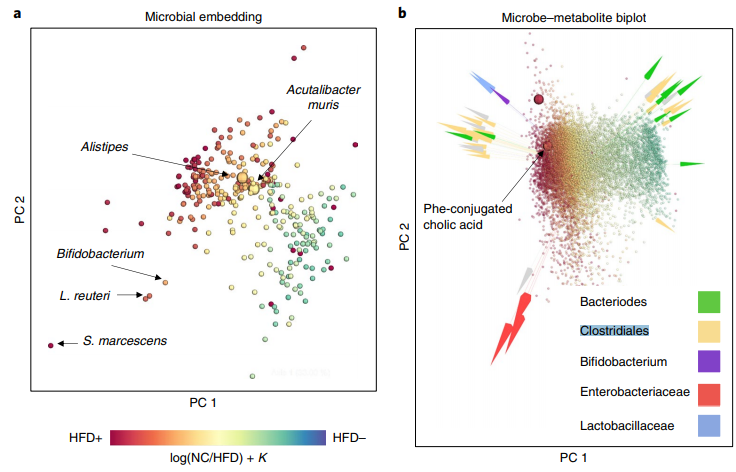 a
Microbial embedding
Acutalibacter
muris
Alistipes
Bifidobacterium
L. reuteri
S. marcescens
PC 2
PC 1
HFD+
HFD–
log(NC/HFD) + K
b
Microbe–metabolite biplot
Phe-conjugated
cholic acid
PC 2
Bacteriodes
Clostridiales
Bifidobacterium
Enterobacteriaceae
Lactobacillaceae
PC 1